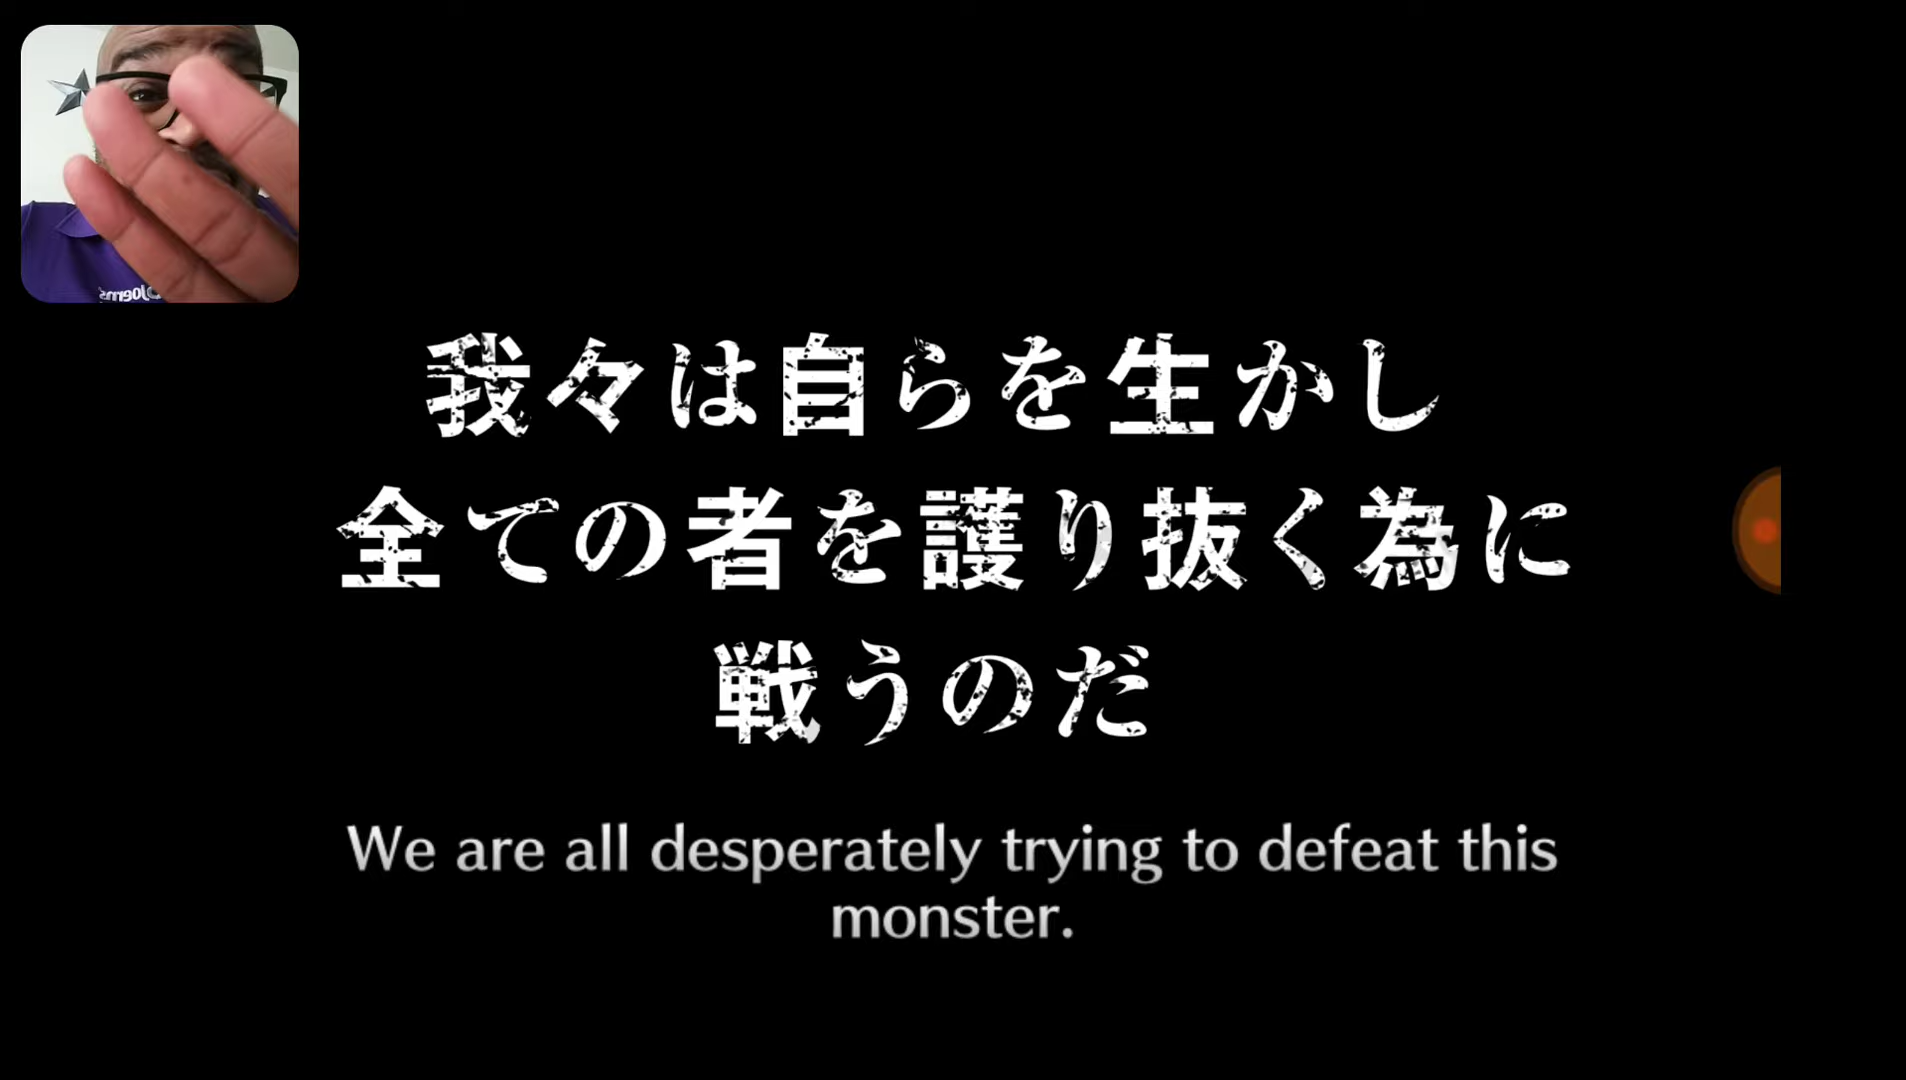 我々は自らを生かし
全ての者を護り抜く為に
戦うのだ
We are all desperately trying to defeat this
monster.